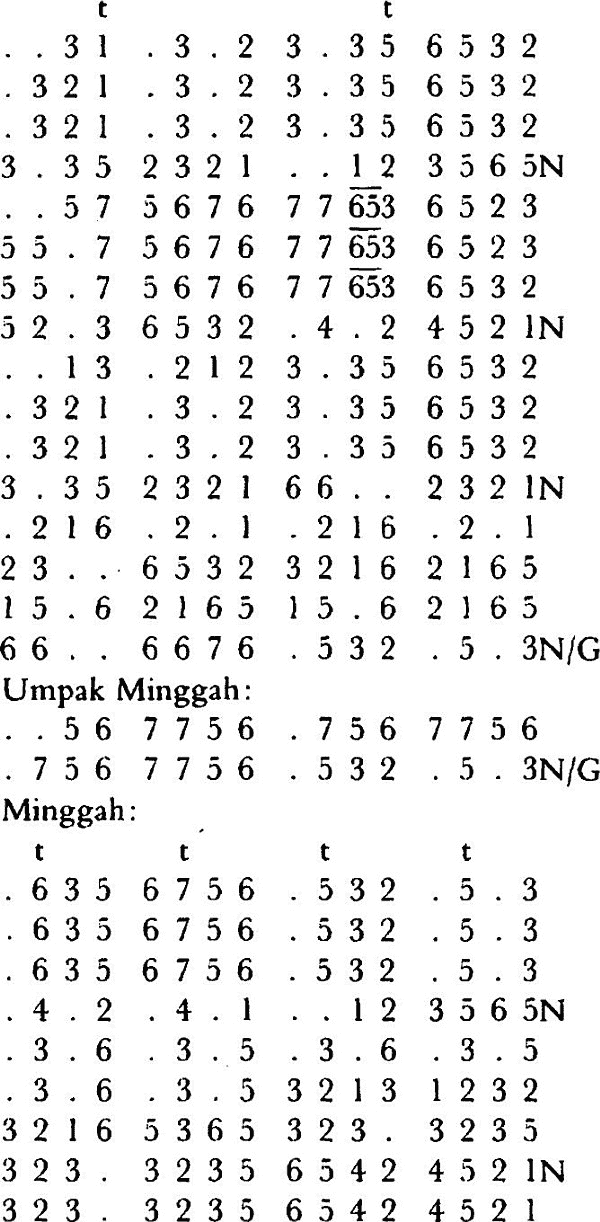 t t
. . 3 1 . 3 . 2 3 . 3 5 6 5 3 2
. 3 2 1 . 3 . 2 3 . 3 5 6 5 3 2
. 3 2 1 . 3 . 2 3 . 3 5 6 5 3 2
3 . 3 5 2 3 2 1 . . 1 2 3 5 6 5N
. . 5 7 5 6 7 6 7 7 6̅5̅3 6 5 2 3
5 5 . 7 5 6 7 6 7 7 6̅5̅3 6 5 2 3
5 5 . 7 5 6 7 6 7 7 6̅5̅3 6 5 3 2
5 2 . 3 6 5 3 2 . 4 . 2 4 5 2 1N
. . 1 3 . 2 1 2 3 . 3 5 6 5 3 2
. 3 2 1 . 3 . 2 3 . 3 5 6 5 3 2
. 3 2 1 . 3 . 2 3 . 3 5 6 5 3 2
3 . 3 5 2 3 2 1 6 6 . . 2 3 2 1N
. 2 1 6 . 2 . 1 . 2 1 6 . 2 . 1
2 3 . . 6 5 3 2 3 2 1 6 2 1 6 5
1 5 . 6 2 1 6 5 1 5 . 6 2 1 6 5
6 6 . . 6 6 7 6 . 5 3 2 . 5 . 3N/G
Umpak Minggah:
. . 5 6 7 7 5 6 . 7 5 6 7 7 5 6
. 7 5 6 7 7 5 6 . 5 3 2 . 5 . 3N/G
Minggah:
t t t t
. 6 3 5 6 7 5 6 . 5 3 2 . 5 . 3
. 6 3 5 6 7 5 6 . 5 3 2 . 5 . 3
. 6 3 5 6 7 5 6 . 5 3 2 . 5 . 3
. 4 . 2 . 4 . 1 . . 1 2 3 5 6 5N
. 3 . 6 . 3 . 5 . 3 . 6 . 3 . 5
. 3 . 6 . 3 . 5 3 2 1 3 1 2 3 2
3 2 1 6 5 3 6 5 3 2 3 . 3 2 3 5
3 2 3 . 3 2 3 5 6 5 4 2 4 5 2 1N
3 2 3 . 3 2 3 5 6 5 4 2 4 5 2 1